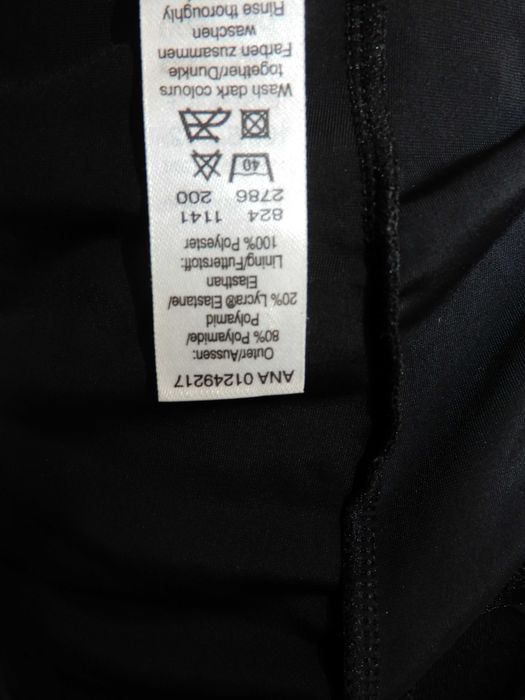 ANA 01249217
Outer/Aussen:
80% Polyamide/
Polyamid
20% Lycra® Elastane/
Elasthan
Lining/Futterstoff:
100% Polyester
824 1141
2786 200
40
Wash dark colours
together/Dunkle
Farben zusammen
waschen
Rinse thoroughly